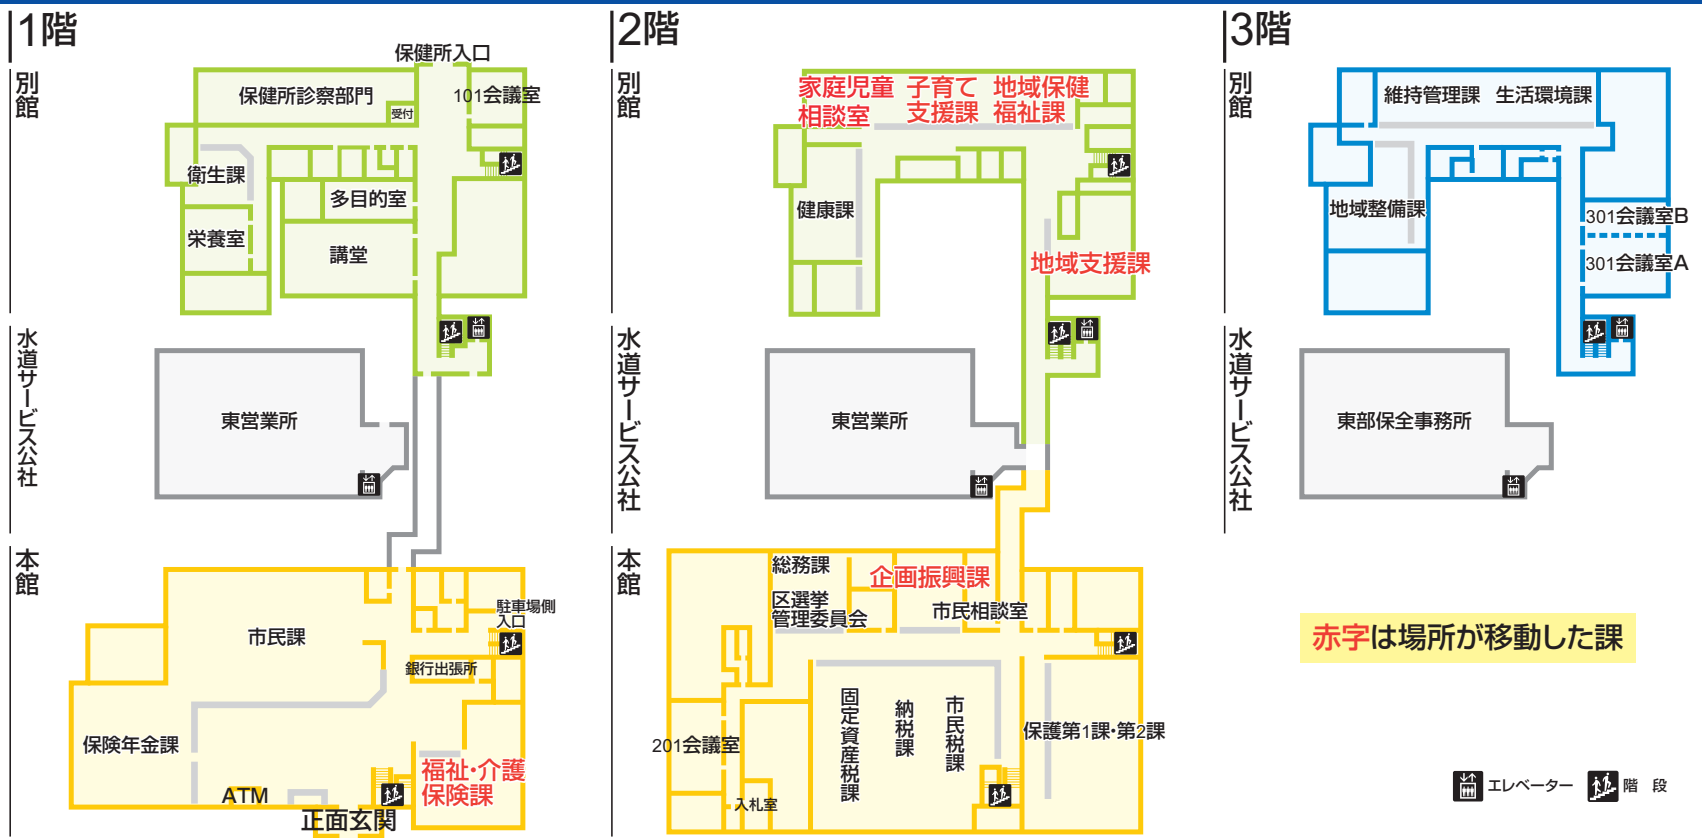 1階
別館
保健所入口
保健所診察部門
受付
101会議室
衛生課
多目的室
栄養室
講堂
水道サービス公社
東営業所
本館
市民課
駐車場側
入口
銀行出張所
保険年金課
ATM
正面玄関
福祉・介護
保険課
2階
別館
家庭児童
相談室
子育て
支援課
地域保健
福祉課
健康課
地域支援課
水道サービス公社
東営業所
本館
総務課
区選挙
管理委員会
企画振興課
市民相談室
固定資産税課
納税課
市民税課
保護第1課・第2課
201会議室
入札室
3階
別館
維持管理課
生活環境課
地域整備課
301会議室B
301会議室A
水道サービス公社
東部保全事務所
赤字は場所が移動した課
エレベーター
階 段